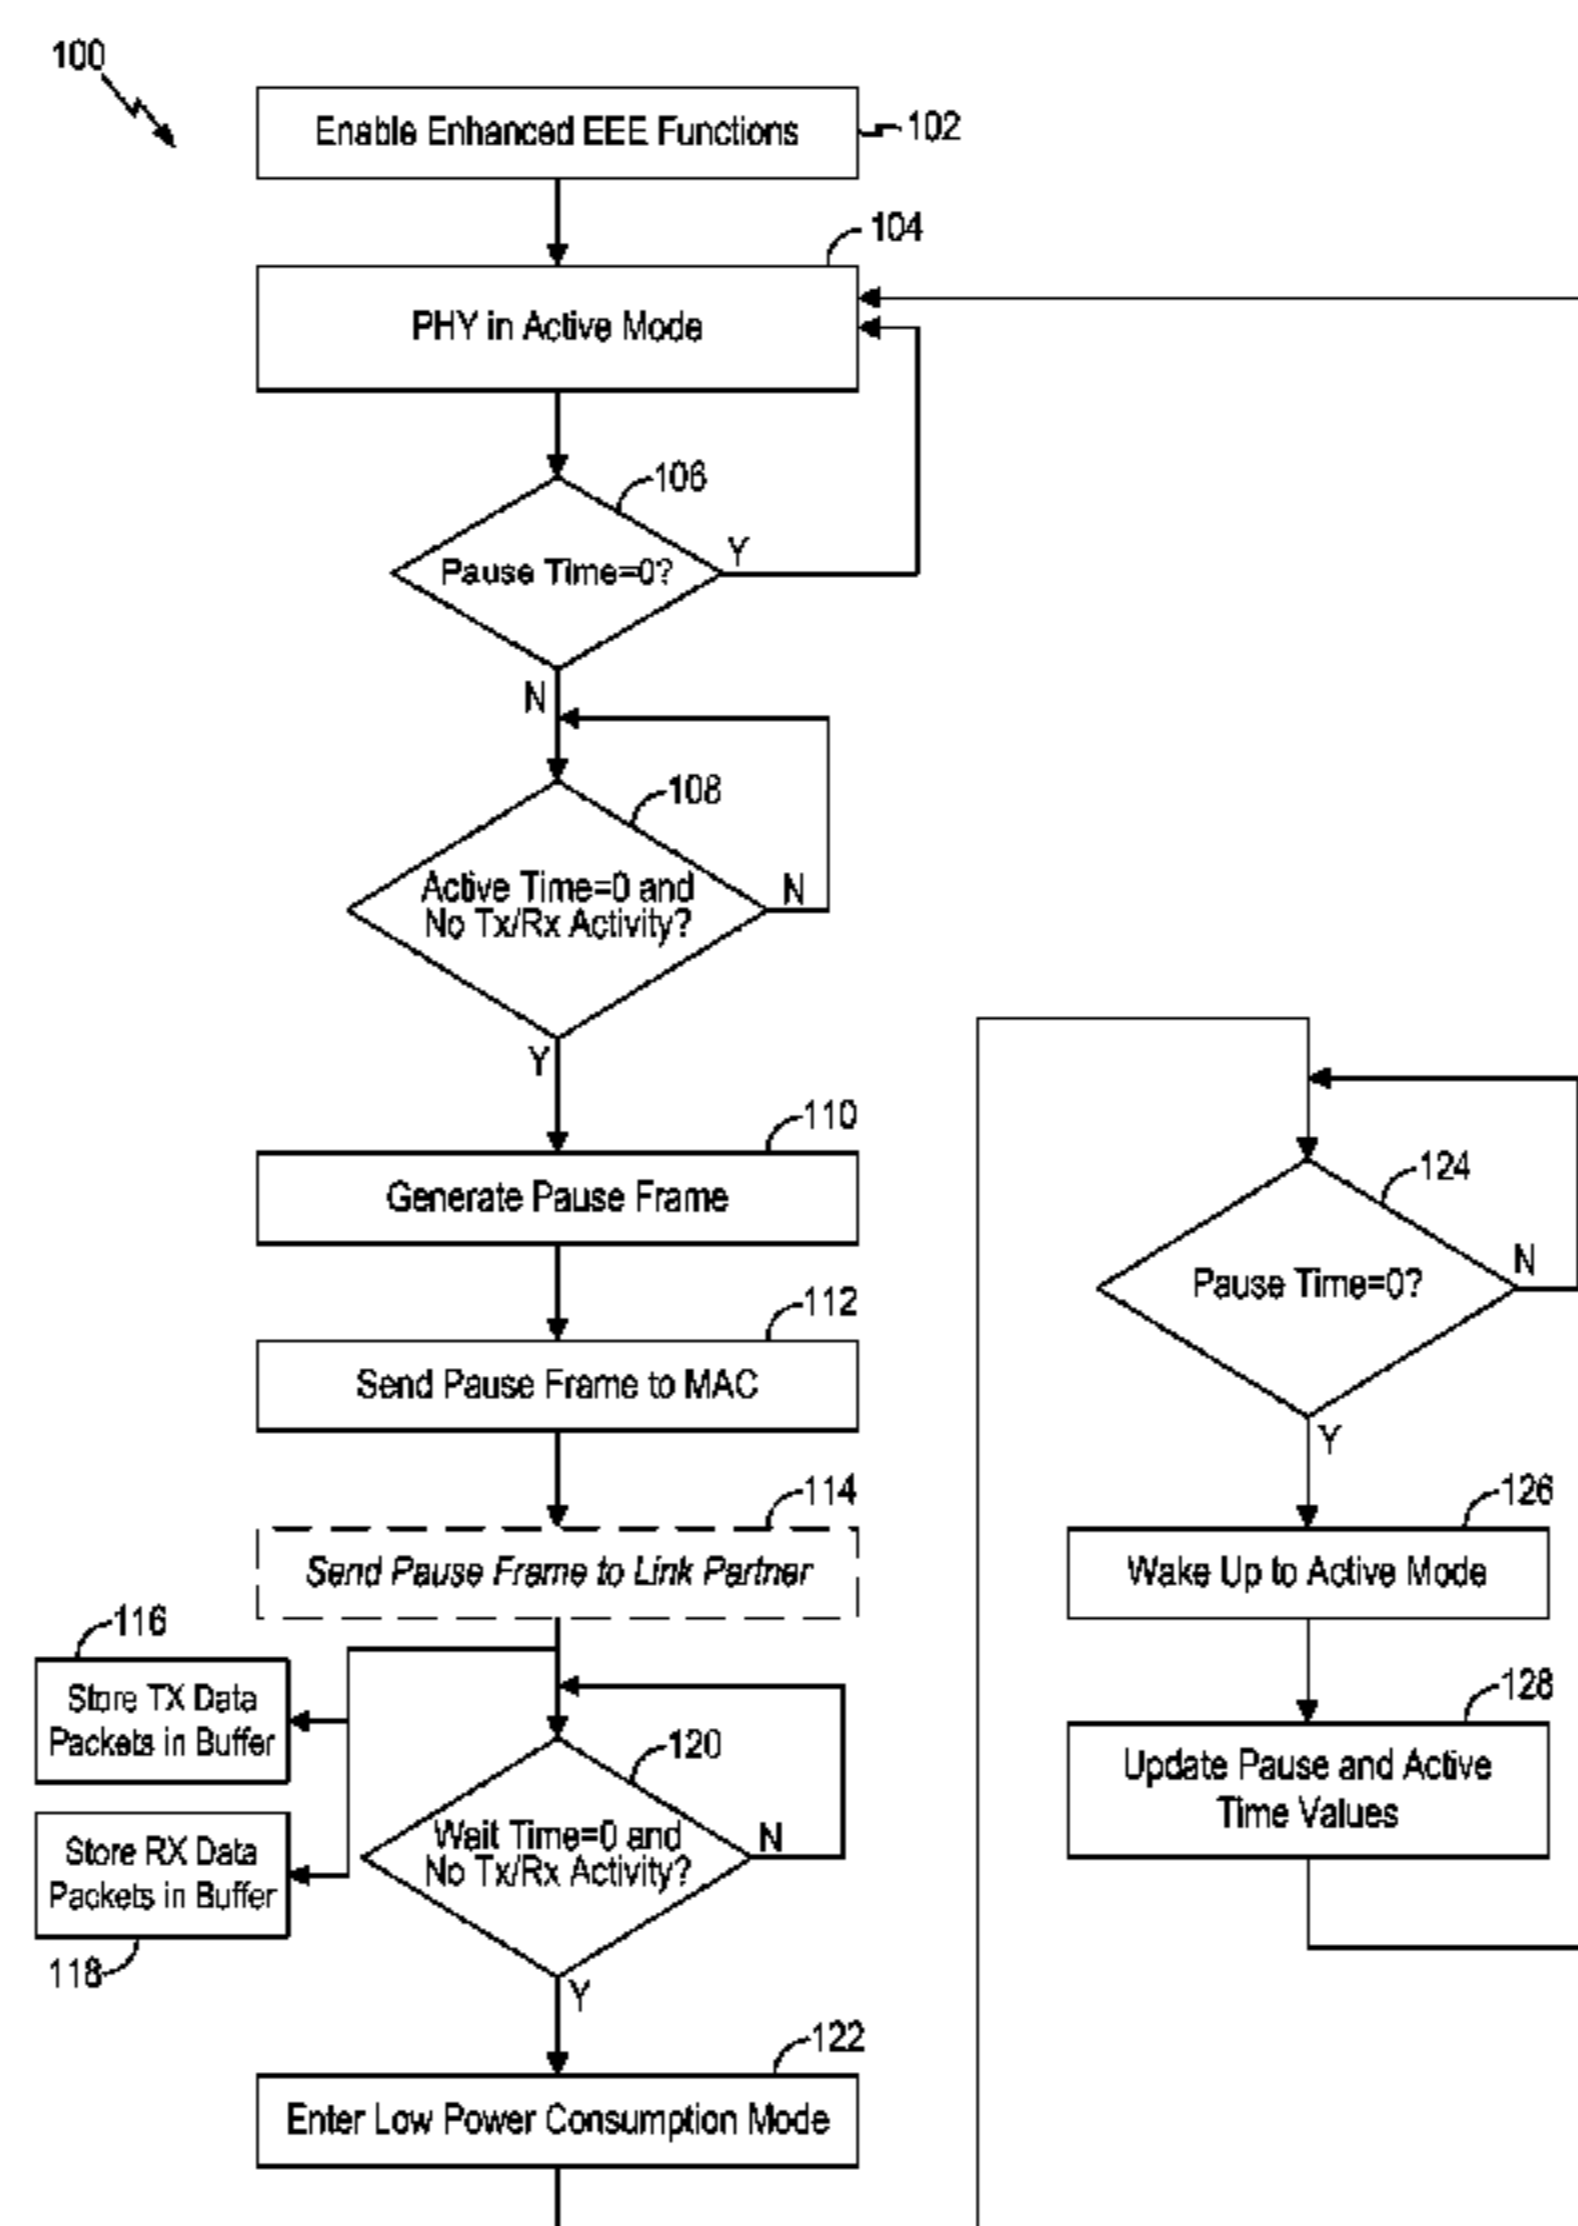 100
Enable Enhanced EEE Functions
102
104
PHY in Active Mode
106
Pause Time=0?
Y
N
108
Active Time=0 and
No Tx/Rx Activity?
N
Y
110
Generate Pause Frame
112
Send Pause Frame to MAC
114
Send Pause Frame to Link Partner
116
Store TX Data
Packets in Buffer
Store RX Data
Packets in Buffer
118
120
Wait Time=0 and
No Tx/Rx Activity?
N
Y
122
Enter Low Power Consumption Mode
124
Pause Time=0?
N
Y
126
Wake Up to Active Mode
128
Update Pause and Active
Time Values